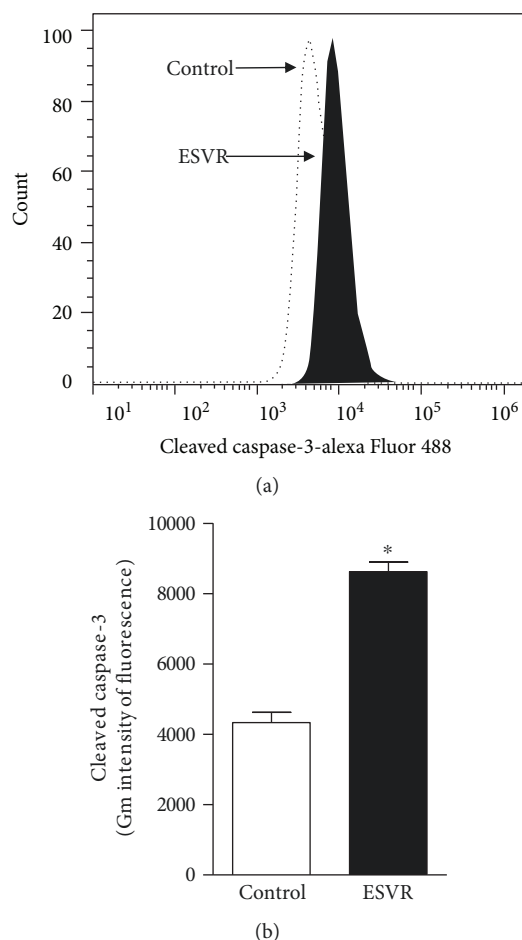 100
80
60
40
20
0
Count
Control
ESVR
10¹ 10² 10³ 10⁴ 10⁵ 10⁶
Cleaved caspase-3-alexa Fluor 488
(a)
10000
8000
6000
4000
2000
0
Cleaved caspase-3
(Gm intensity of fluorescence)
*
Control ESVR
(b)